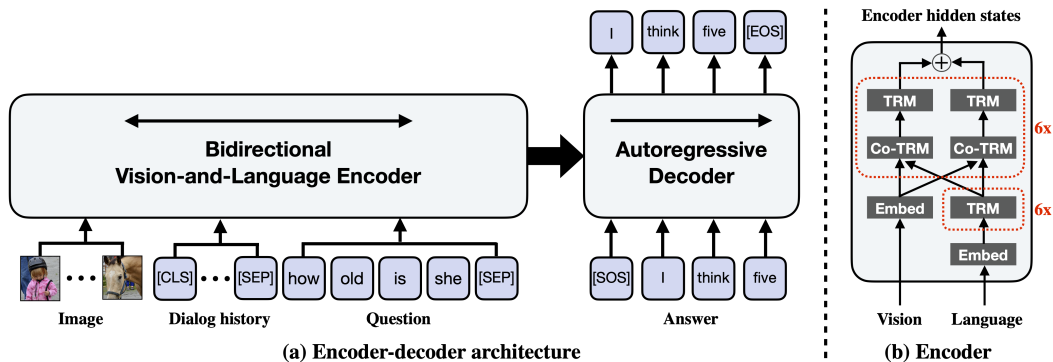 I think five [EOS]
Bidirectional
Vision-and-Language Encoder
Autoregressive
Decoder
[CLS] [SEP] how old is she [SEP]
[SOS] I think five
Image Dialog history Question Answer
(a) Encoder-decoder architecture
Encoder hidden states
TRM TRM
6x
Co-TRM Co-TRM
Embed TRM
6x
Embed
Vision Language
(b) Encoder